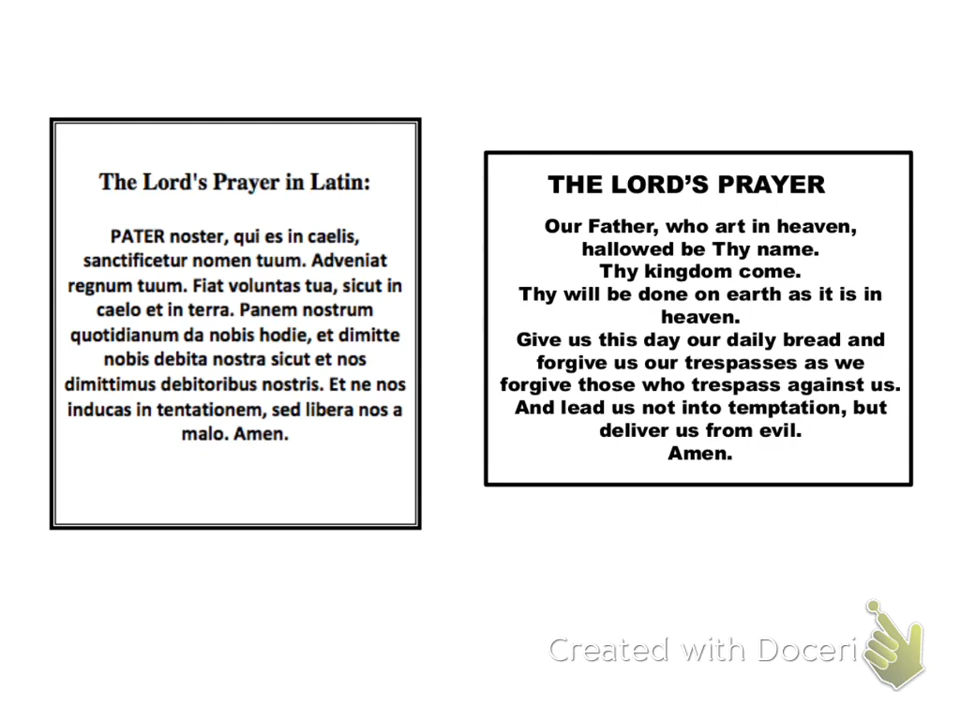 The Lord's Prayer in Latin:
PATER noster, qui es in caelis,
sanctificetur nomen tuum. Adveniat
regnum tuum. Fiat voluntas tua, sicut in
caelo et in terra. Panem nostrum
quotidianum da nobis hodie, et dimitte
nobis debita nostra sicut et nos
dimittimus debitoribus nostris. Et ne nos
inducas in tentationem, sed libera nos a
malo. Amen.
THE LORD’S PRAYER
Our Father, who art in heaven,
hallowed be Thy name.
Thy kingdom come.
Thy will be done on earth as it is in
heaven.
Give us this day our daily bread and
forgive us our trespasses as we
forgive those who trespass against us.
And lead us not into temptation, but
deliver us from evil.
Amen.
Created with Doceri